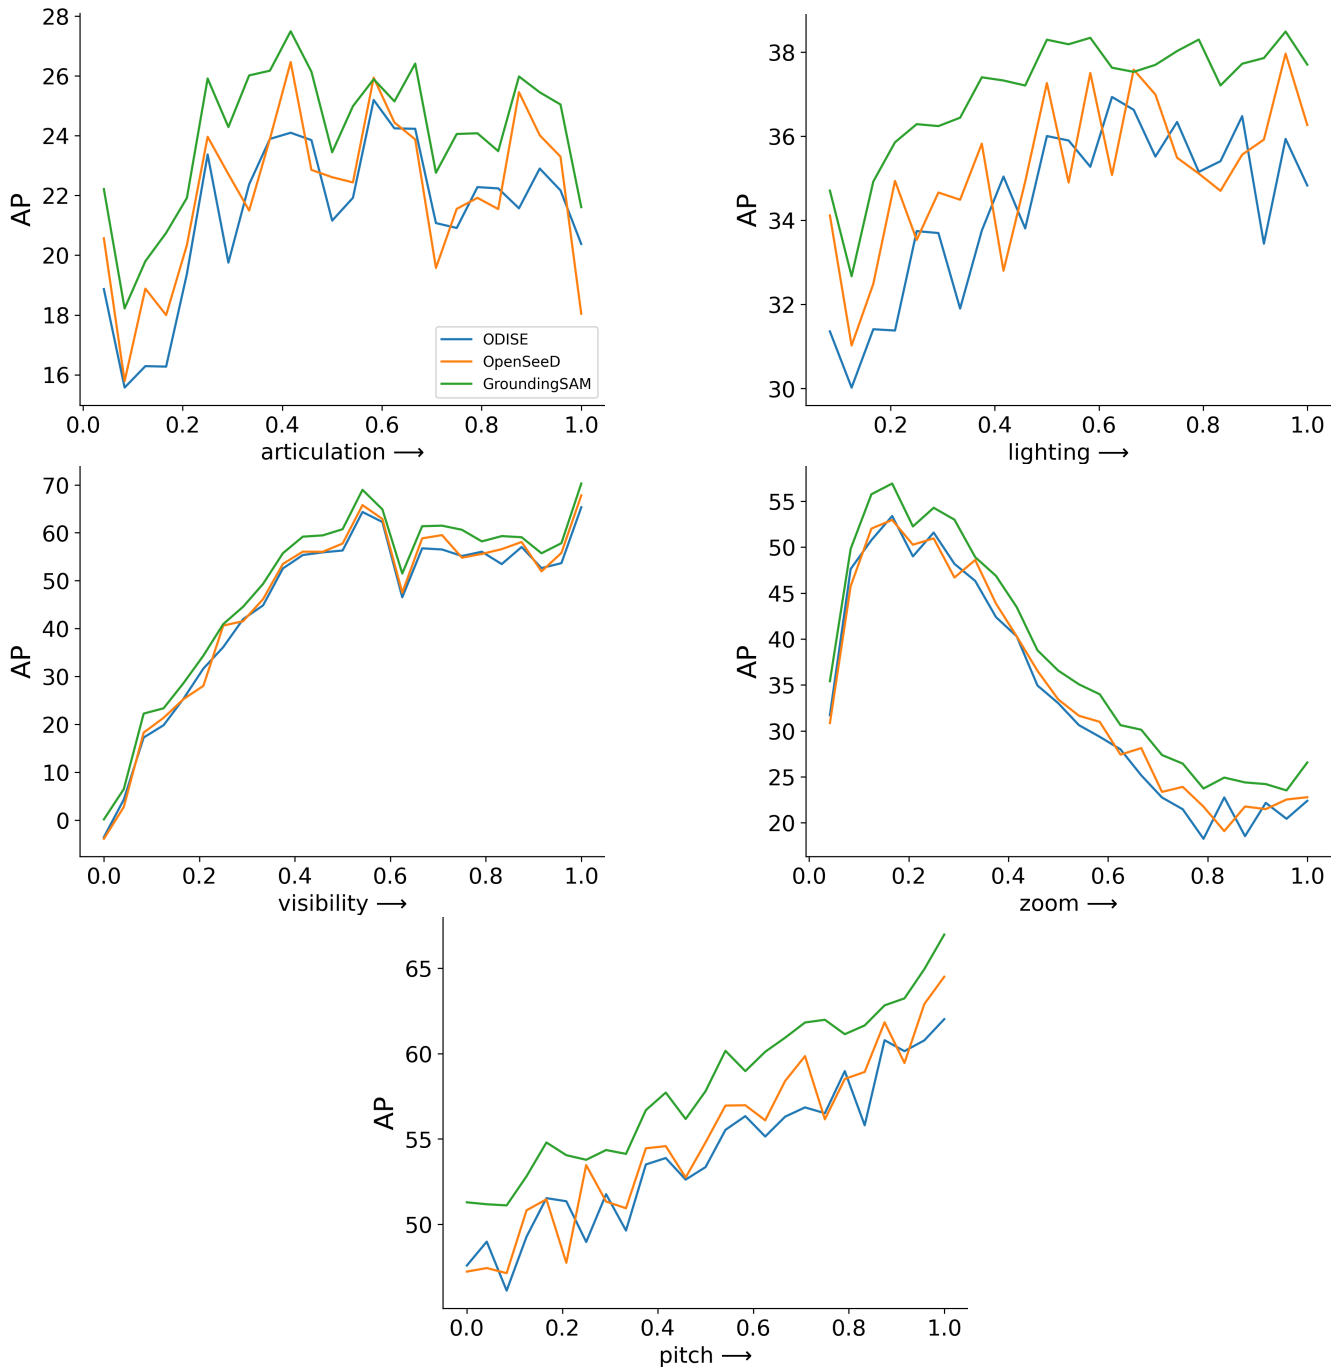 AP
28
26
24
22
20
18
16
0.0 0.2 0.4 0.6 0.8 1.0
articulation ⟶
ODISE
OpenSeeD
GroundingSAM
AP
38
36
34
32
30
0.2 0.4 0.6 0.8 1.0
lighting ⟶
AP
70
60
50
40
30
20
10
0
0.0 0.2 0.4 0.6 0.8 1.0
visibility ⟶
AP
55
50
45
40
35
30
25
20
0.0 0.2 0.4 0.6 0.8 1.0
zoom ⟶
AP
65
60
55
50
0.0 0.2 0.4 0.6 0.8 1.0
pitch ⟶